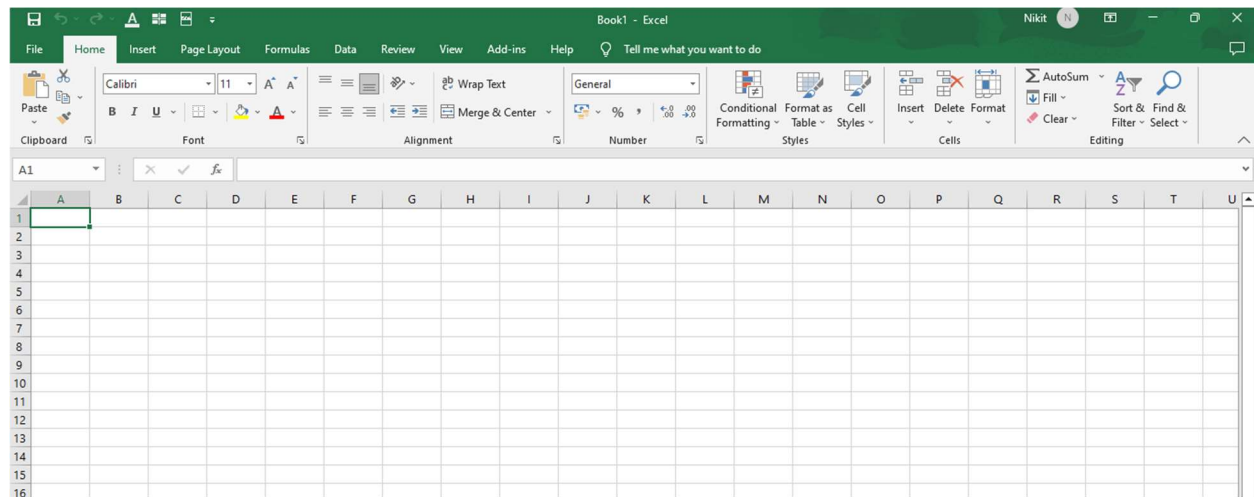 Book1 - Excel
Nikit N
File Home Insert Page Layout Formulas Data Review View Add-ins Help Tell me what you want to do
Paste
Clipboard
Calibri 11 A A
B I U A
Font
ab Wrap Text
Merge & Center
Alignment
General
% , .00
Number
Conditional Formatting
Format as Table
Cell Styles
Styles
Insert Delete Format
Cells
AutoSum
Fill
Clear
Sort & Filter
Find & Select
Editing
A1 fx
A B C D E F G H I J K L M N O P Q R S T U
1
2
3
4
5
6
7
8
9
10
11
12
13
14
15
16